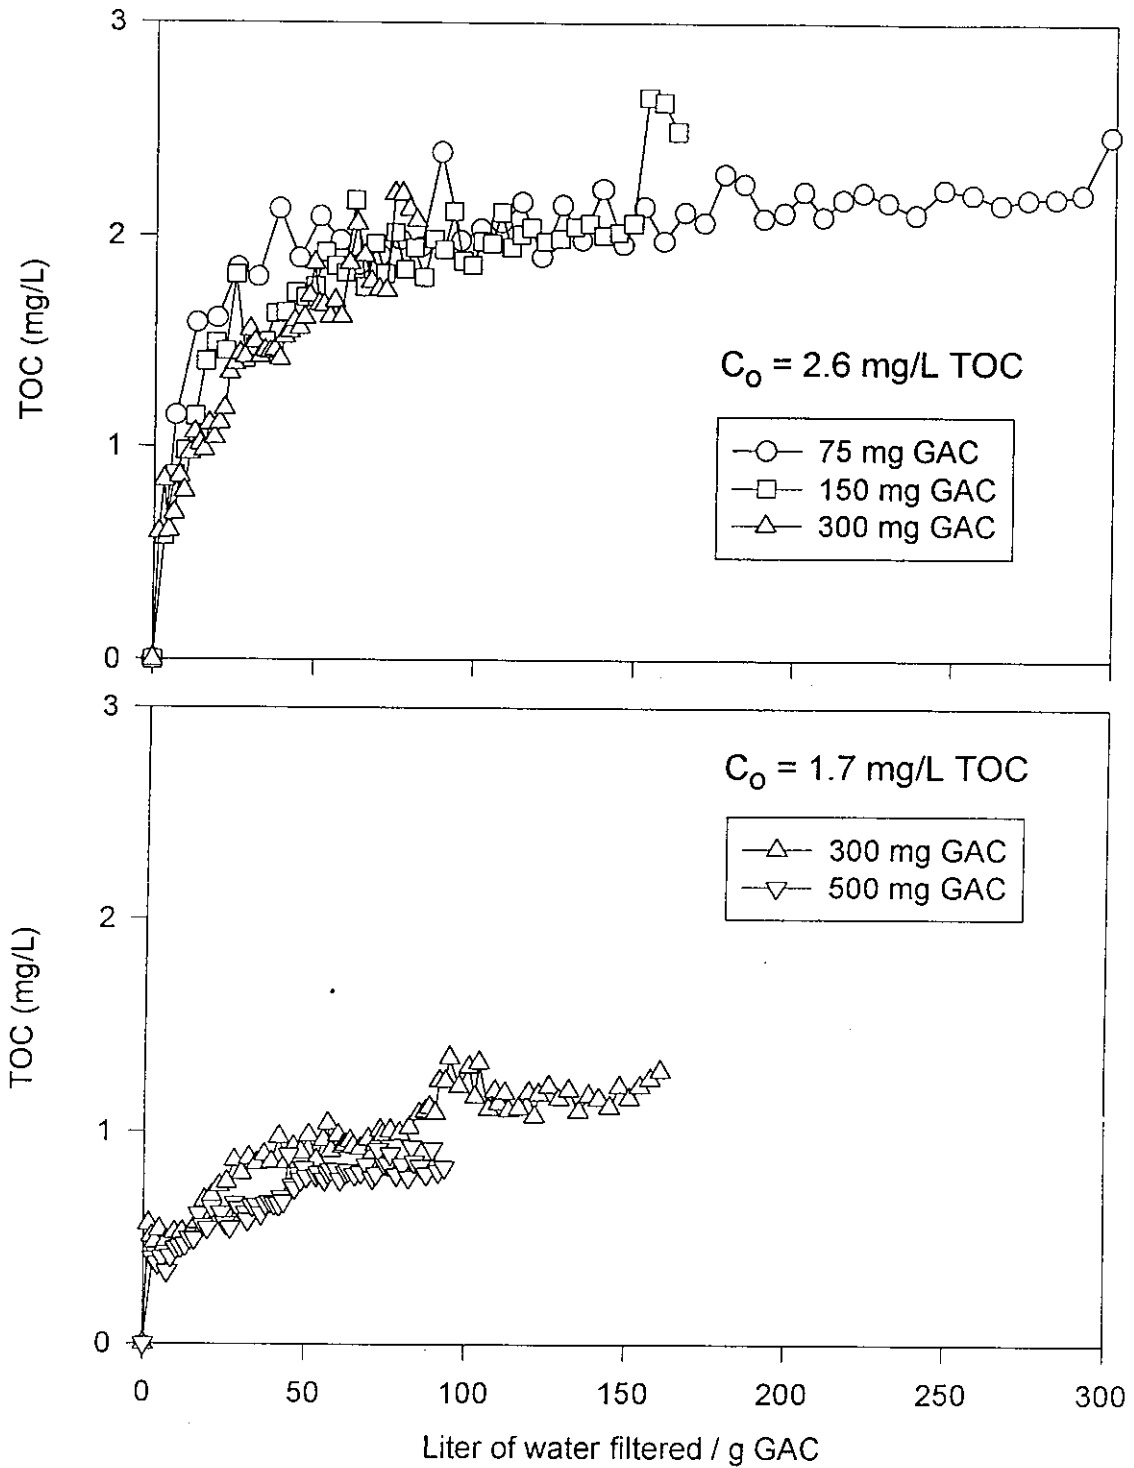 3
2
1
0
TOC (mg/L)
C₀ = 2.6 mg/L TOC
75 mg GAC
150 mg GAC
300 mg GAC
3
2
1
0
TOC (mg/L)
C₀ = 1.7 mg/L TOC
300 mg GAC
500 mg GAC
0 50 100 150 200 250 300
Liter of water filtered / g GAC